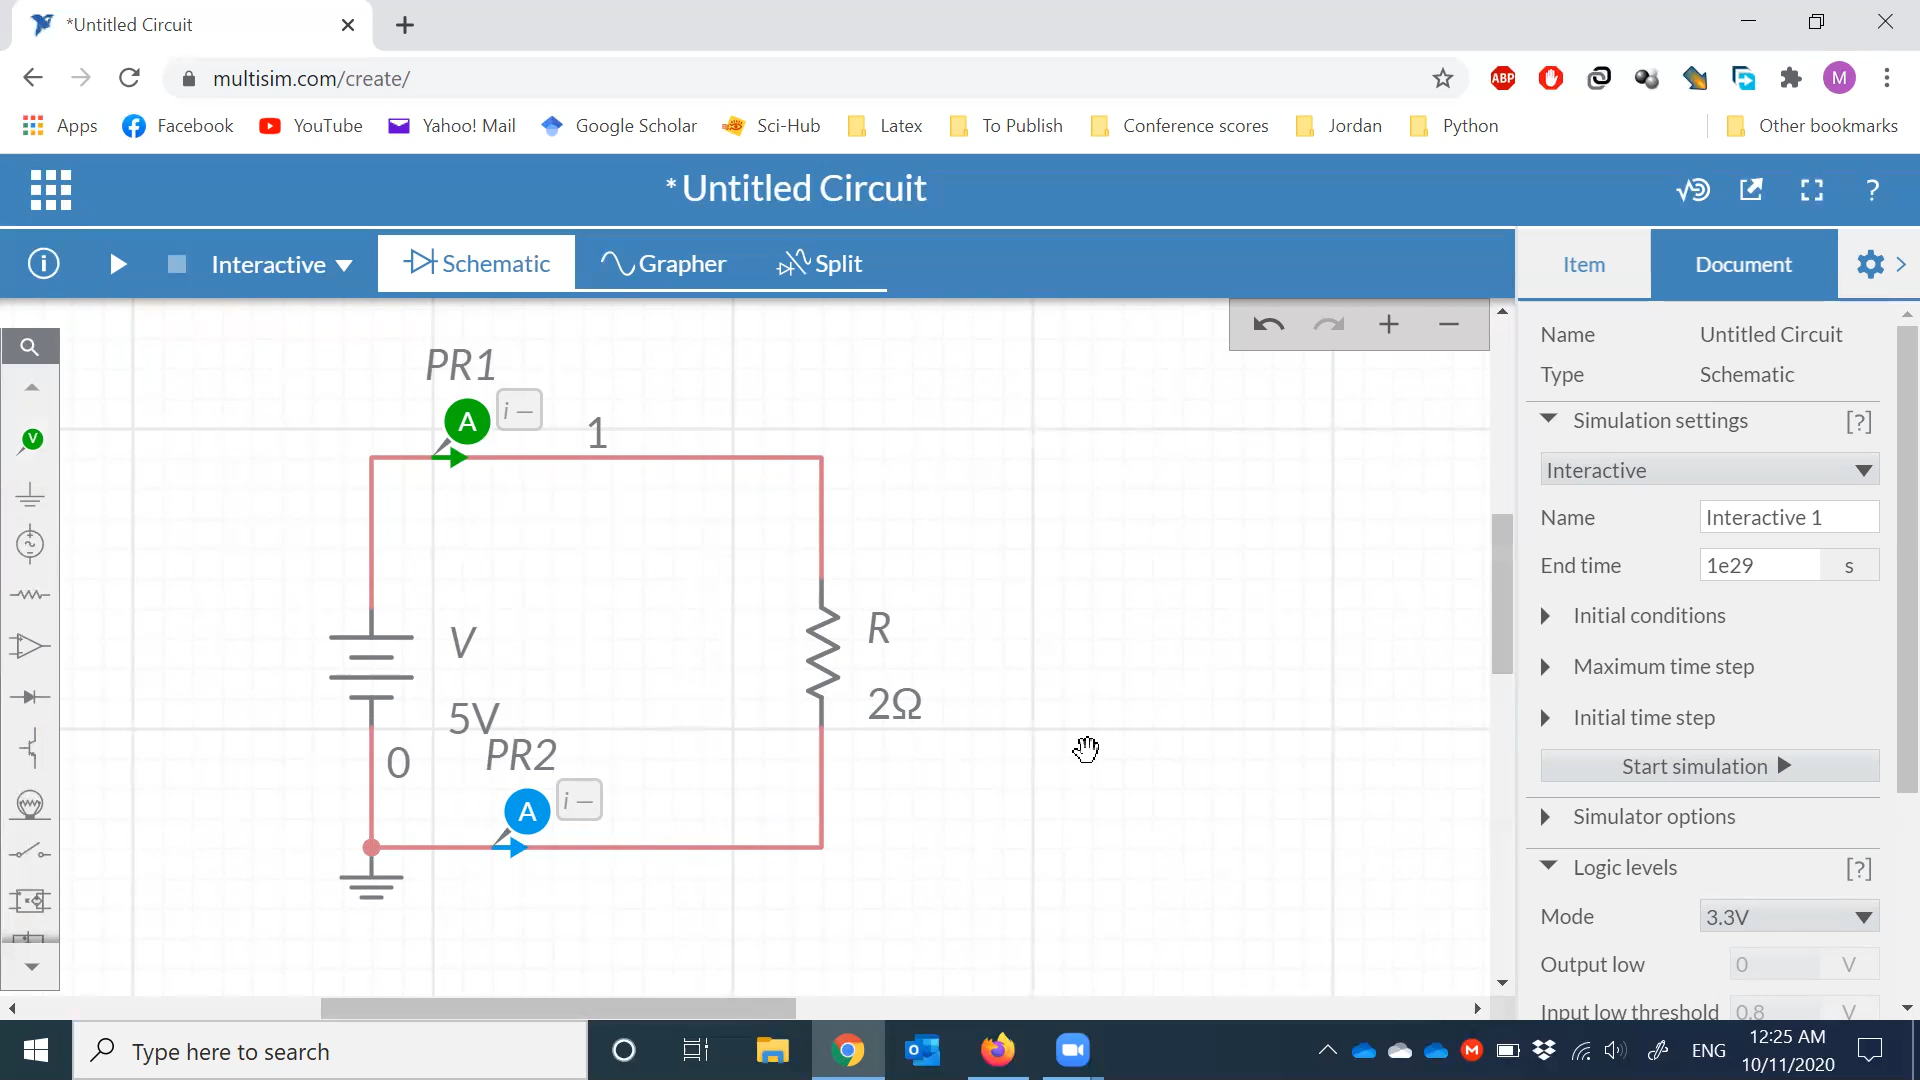 *Untitled Circuit
multisim.com/create/
ABP
M
Apps
Facebook
YouTube
Yahoo! Mail
Google Scholar
Sci-Hub
Latex
To Publish
Conference scores
Jordan
Python
Other bookmarks
* Untitled Circuit
?
Interactive
Schematic
Grapher
Split
Item
Document
PR1
A
i —
1
V
5V
0
PR2
A
i —
R
2Ω
V
Name Untitled Circuit
Type Schematic
Simulation settings [?]
Interactive
Name Interactive 1
End time 1e29 s
Initial conditions
Maximum time step
Initial time step
Start simulation
Simulator options
Logic levels [?]
Mode 3.3V
Output low 0 V
Input low threshold 0.8 V
Type here to search
M
ENG
12:25 AM
10/11/2020